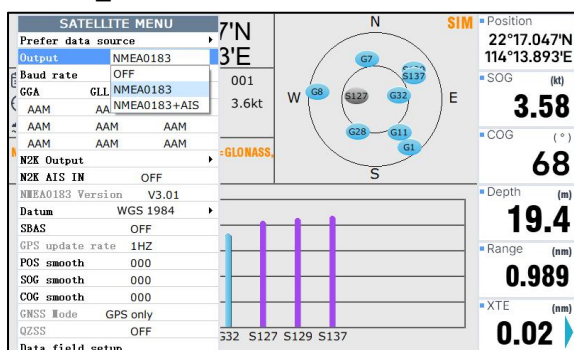 SATELLITE MENU
Prefer data source
Output NMEA0183
OFF
NMEA0183
NMEA0183+AIS
Baud rate
GGA GLL
AAM
AAM AAM AAM
AAM AAM AAM
N2K Output
N2K AIS IN OFF
NMEA0183 Version V3.01
Datum WGS 1984
SBAS OFF
GPS update rate 1HZ
POS smooth 000
SOG smooth 000
COG smooth 000
GNSS Mode GPS only
QZSS OFF
Data field setup
7'N
3'E
001
3.6kt
=GLONASS,
N
SIM
W
E
S
G7
S137
G8
S127
G32
G28
G11
G1
G32 S127 S129 S137
Position
22°17.047'N
114°13.893'E
SOG (kt)
3.58
COG (°)
68
Depth (m)
19.4
Range (nm)
0.989
XTE (nm)
0.02